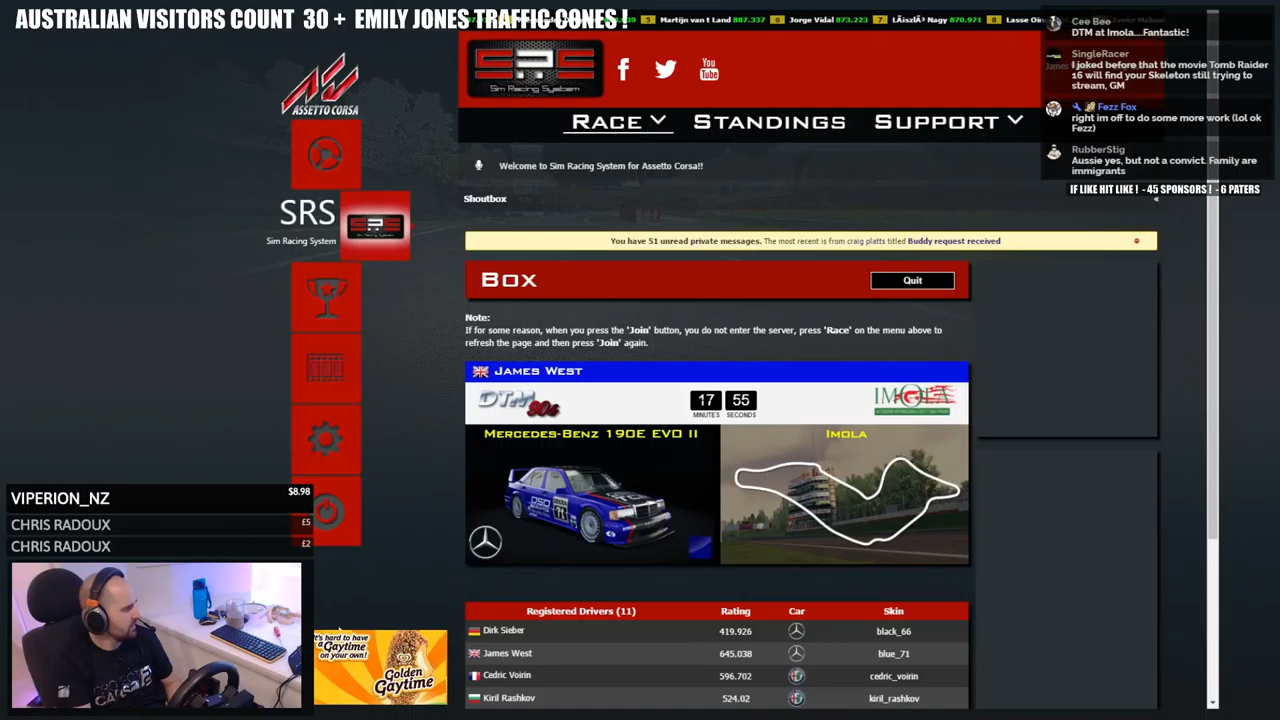 AUSTRALIAN VISITORS COUNT 30 + EMILY JONES TRAFFIC CONES !
5 Martijn van t Land 887.337 6 Jorge Vidal 873.223 7 LÃ¡szlÃ³ Nagy 870.971 8 Lasse
ASSETTO CORSA
SRS
Sim Racing System
Sim Racing System
You Tube
RACE STANDINGS SUPPORT
Welcome to Sim Racing System for Assetto Corsa!!
Shoutbox
«
You have 51 unread private messages. The most recent is from craig platts titled Buddy request received
BOX
Quit
Note:
If for some reason, when you press the 'Join' button, you do not enter the server, press 'Race' on the menu above to
refresh the page and then press 'Join' again.
JAMES WEST
DTM 90s
17 55
MINUTES SECONDS
IMOLA
MERCEDES-BENZ 190E EVO II
IMOLA
Registered Drivers (11) Rating Car Skin
Dirk Sieber 419.926 black_66
James West 645.038 blue_71
Cedric Voirin 596.702 cedric_voirin
Kiril Rashkov 524.02 kiril_rashkov
Cee Bee
DTM at Imola....Fantastic!
SingleRacer
I joked before that the movie Tomb Raider
16 will find your Skeleton still trying to
stream, GM
Fezz Fox
right im off to do some more work (lol ok
Fezz)
RubberStig
Aussie yes, but not a convict. Family are
immigrants
IF LIKE HIT LIKE ! - 45 SPONSORS ! - 6 PATERS
VIPERION_NZ $8.98
CHRIS RADOUX £5
CHRIS RADOUX £2
It's hard to have
a Gaytime
on your own!
Golden
Gaytime